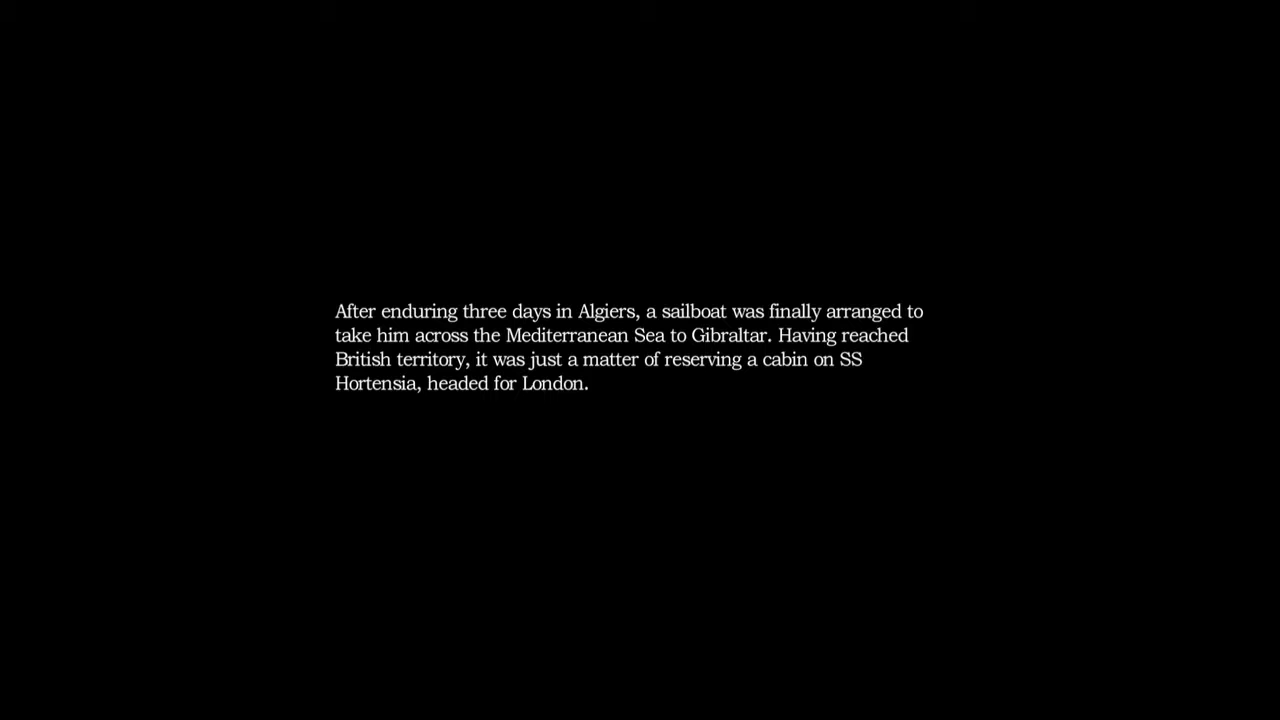 After enduring three days in Algiers, a sailboat was finally arranged to
take him across the Mediterranean Sea to Gibraltar. Having reached
British territory, it was just a matter of reserving a cabin on SS
Hortensia, headed for London.